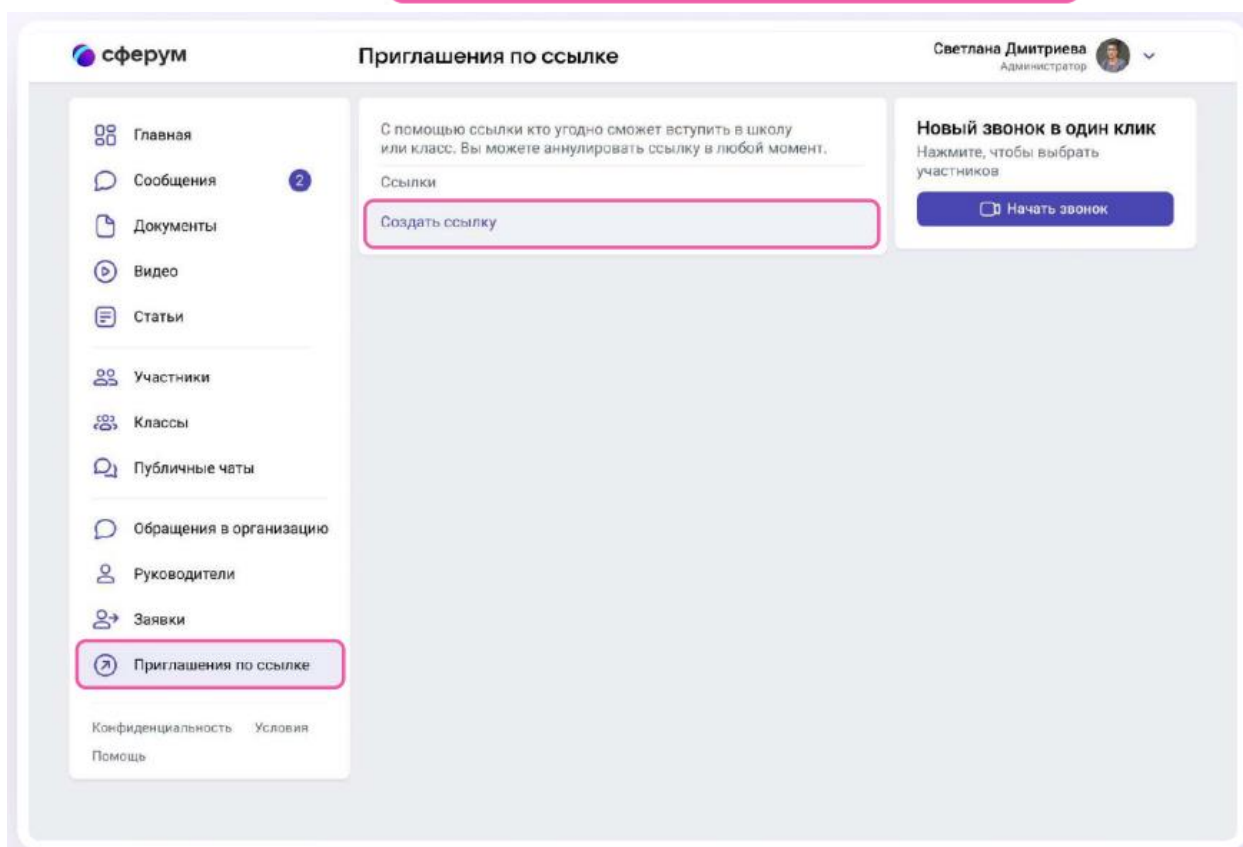 сферум
Приглашения по ссылке
Светлана Дмитриева
Администратор
Главная
Сообщения 2
Документы
Видео
Статьи
Участники
Классы
Публичные чаты
Обращения в организацию
Руководители
Заявки
Приглашения по ссылке
Конфиденциальность Условия
Помощь
С помощью ссылки кто угодно сможет вступить в школу
или класс. Вы можете аннулировать ссылку в любой момент.
Ссылки
Создать ссылку
Новый звонок в один клик
Нажмите, чтобы выбрать
участников
Начать звонок